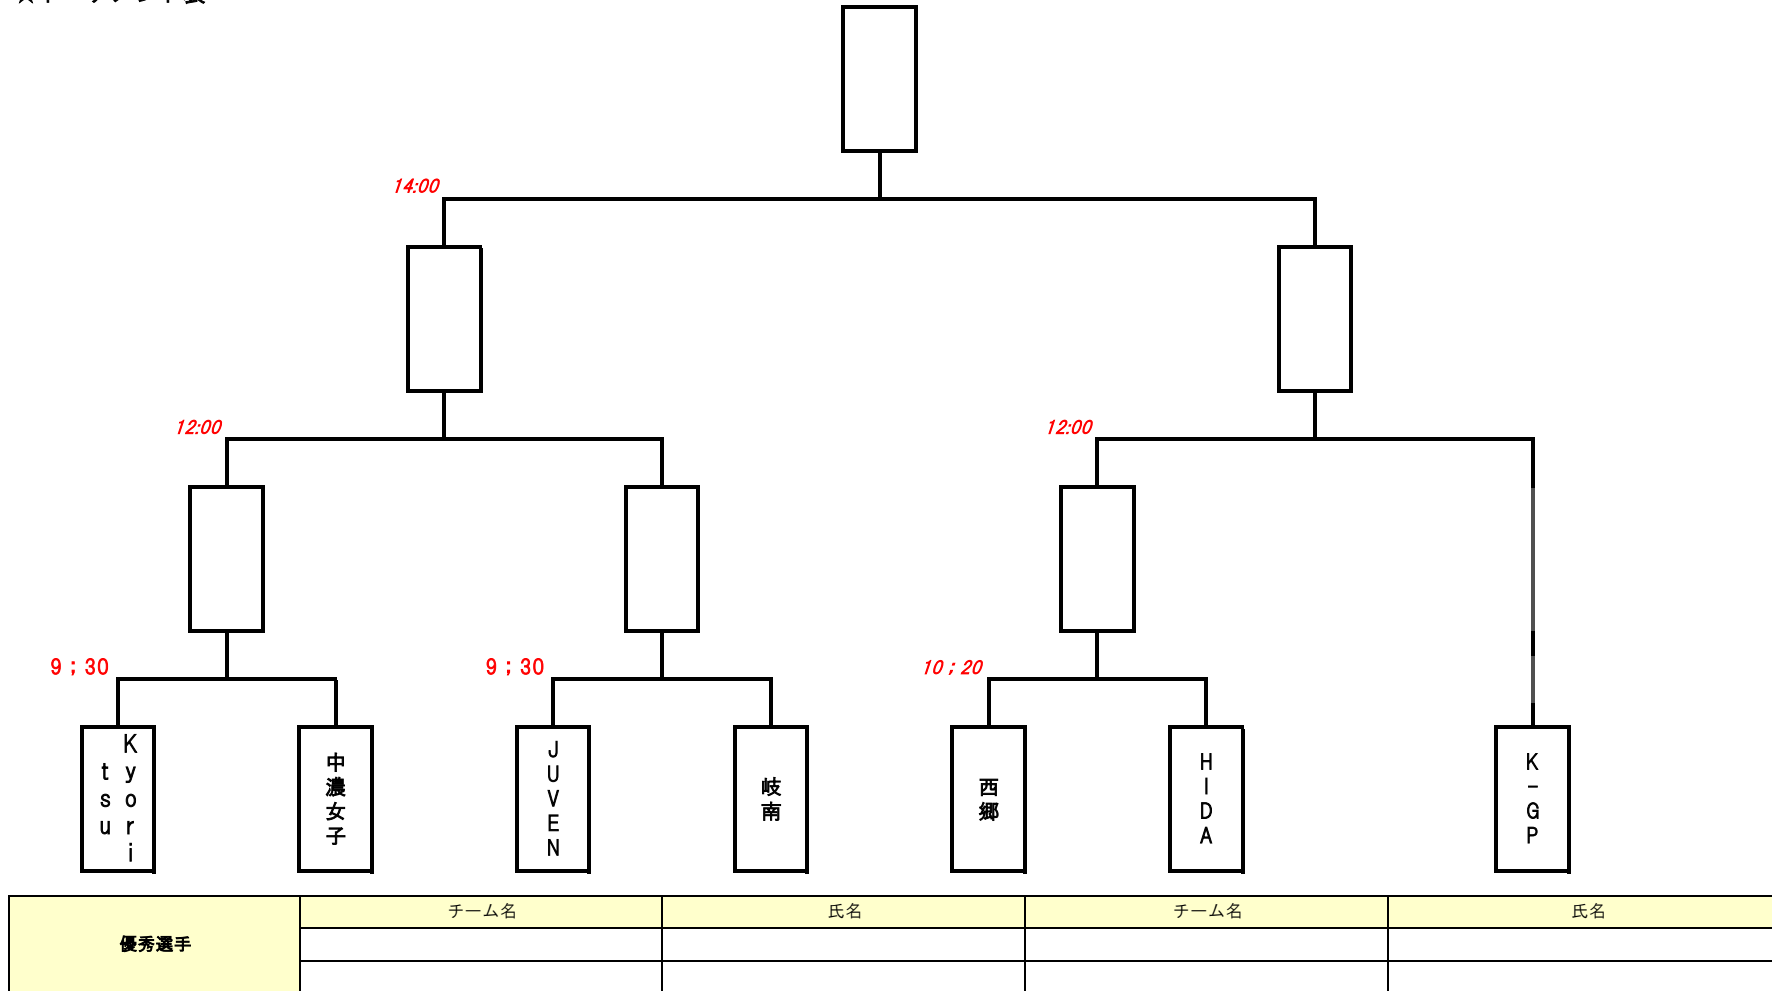 14:00
12:00
12:00
9；30
9；30
10；20
Kyori
tsu
中濃女子
JUVEN
岐南
西郷
HIDA
K-GP
優秀選手
チーム名
氏名
チーム名
氏名